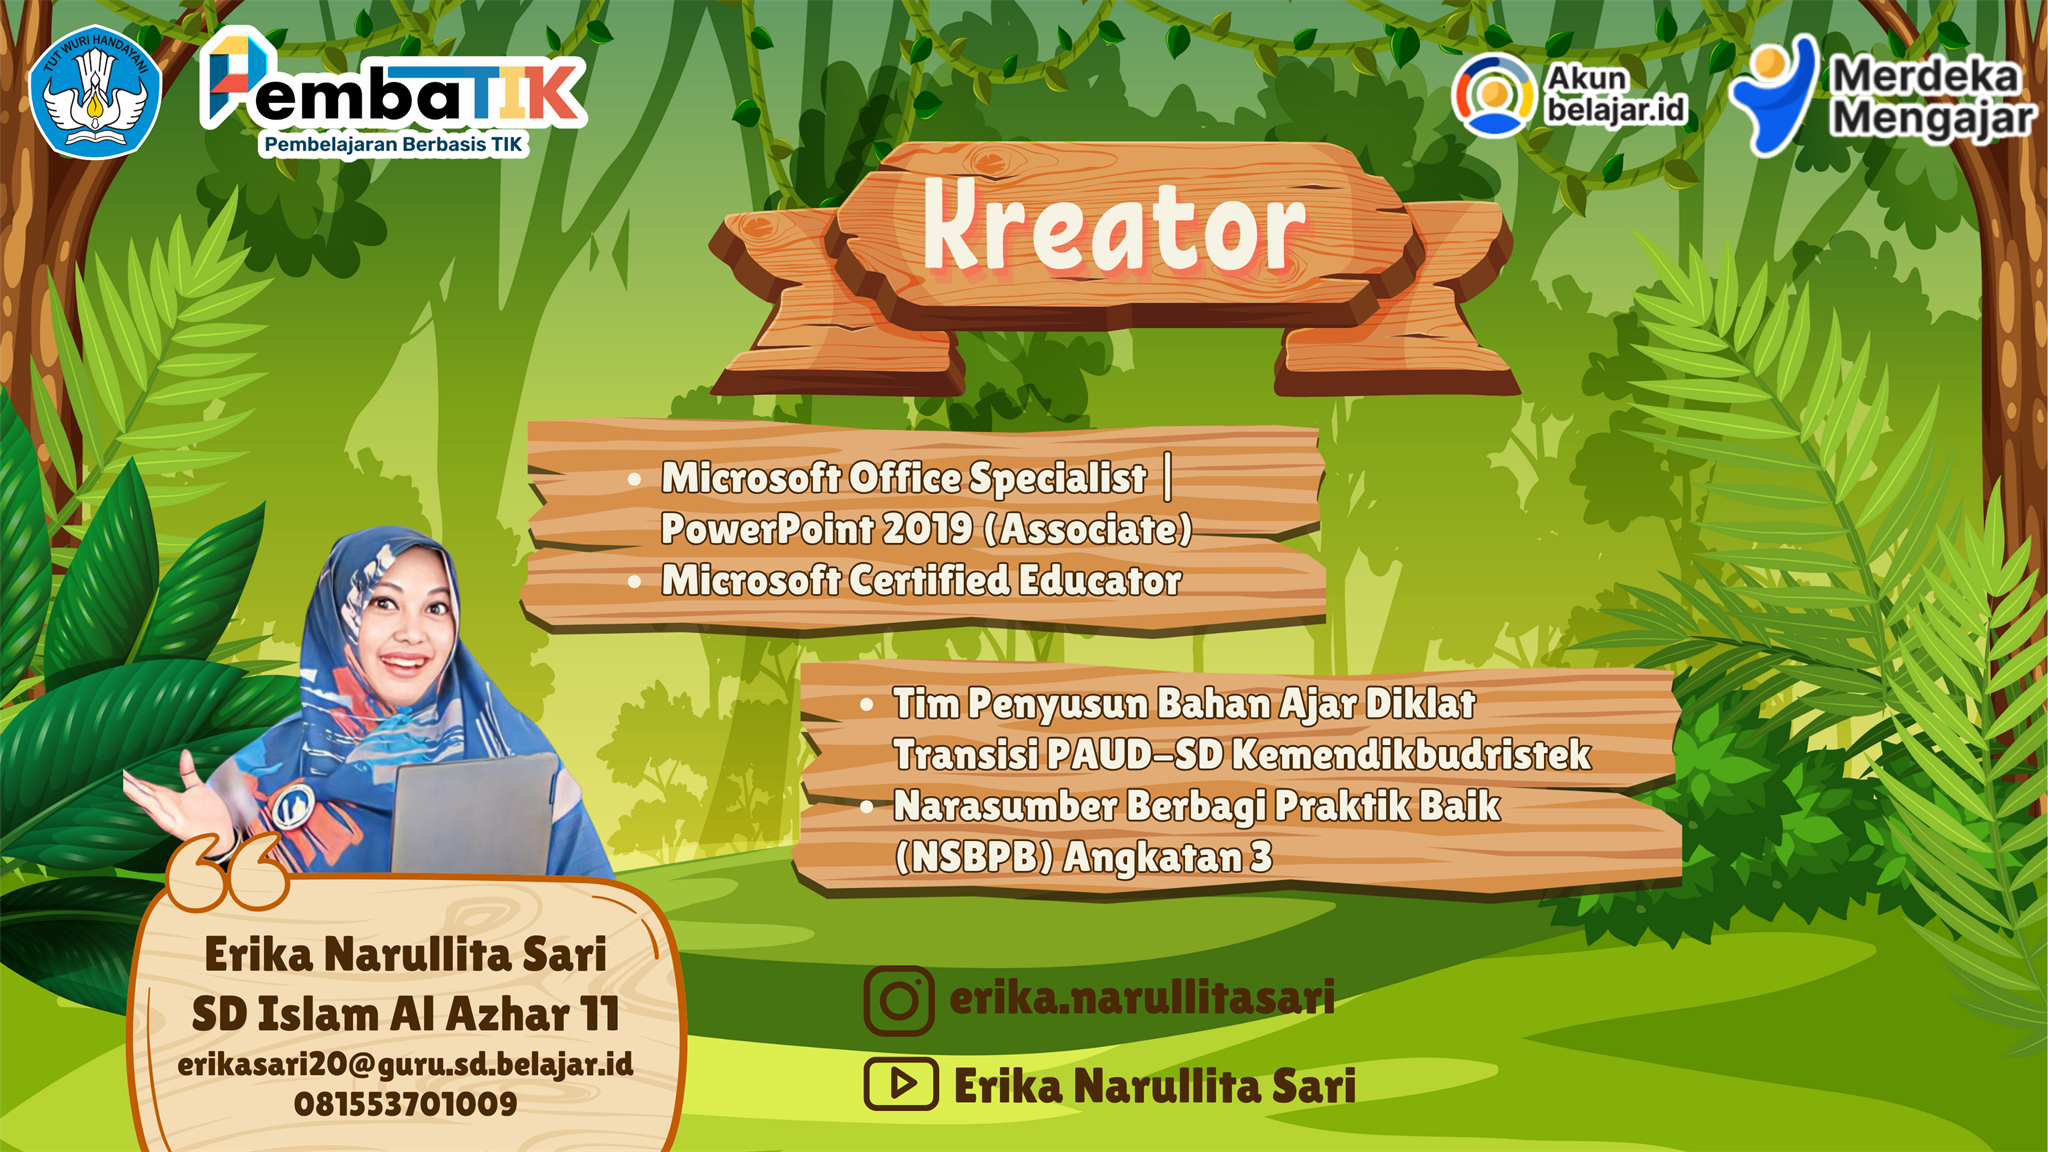 TUT WURI HANDAYANI
PembaTIK
Pembelajaran Berbasis TIK
Akun
belajar.id
Merdeka
Mengajar
Kreator
• Microsoft Office Specialist |
PowerPoint 2019 (Associate)
• Microsoft Certified Educator
• Tim Penyusun Bahan Ajar Diklat
Transisi PAUD-SD Kemendikbudristek
• Narasumber Berbagi Praktik Baik
(NSBPB) Angkatan 3
Erika Narullita Sari
SD Islam Al Azhar 11
erikasari20@guru.sd.belajar.id
081553701009
erika.narullitasari
Erika Narullita Sari